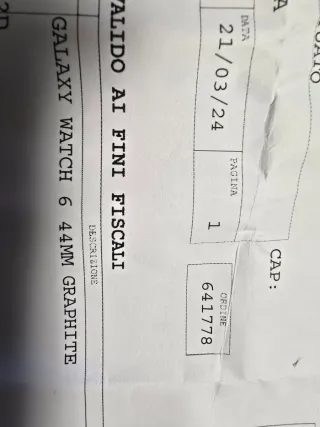 DATA
21/03/24
PAGINA
1
CAP:
ORDINE
641778
VALIDO AI FINI FISCALI
DESCRIZIONE
GALAXY WATCH 6 44MM GRAPHITE